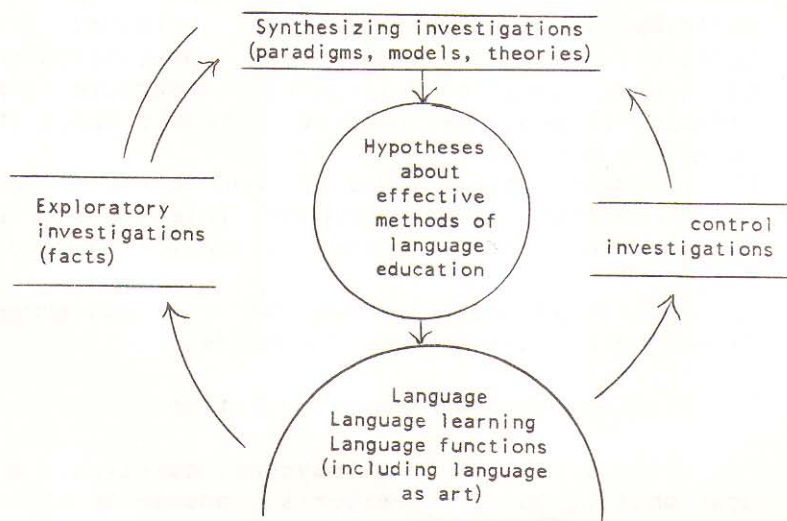 Synthesizing investigations
(paradigms, models, theories)
Hypotheses
about
effective
methods of
language
education
Exploratory
investigations
(facts)
control
investigations
Language
Language learning
Language functions
(including language
as art)